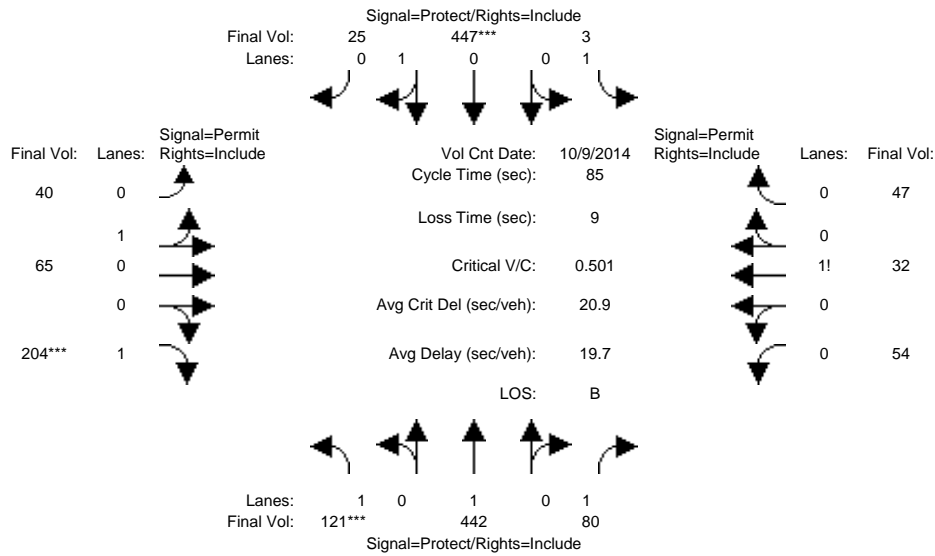 Signal=Protect/Rights=Include
Final Vol: 25 447*** 3
Lanes: 0 1 0 0 1
Signal=Permit Signal=Permit
Final Vol: Lanes: Rights=Include Vol Cnt Date: 10/9/2014 Rights=Include Lanes: Final Vol:
Cycle Time (sec): 85
40 0 0 47
Loss Time (sec): 9
1 0
65 0 Critical V/C: 0.501 1! 32
0 Avg Crit Del (sec/veh): 20.9 0
204*** 1 Avg Delay (sec/veh): 19.7 0 54
LOS: B
Lanes: 1 0 1 0 1
Final Vol: 121*** 442 80
Signal=Protect/Rights=Include